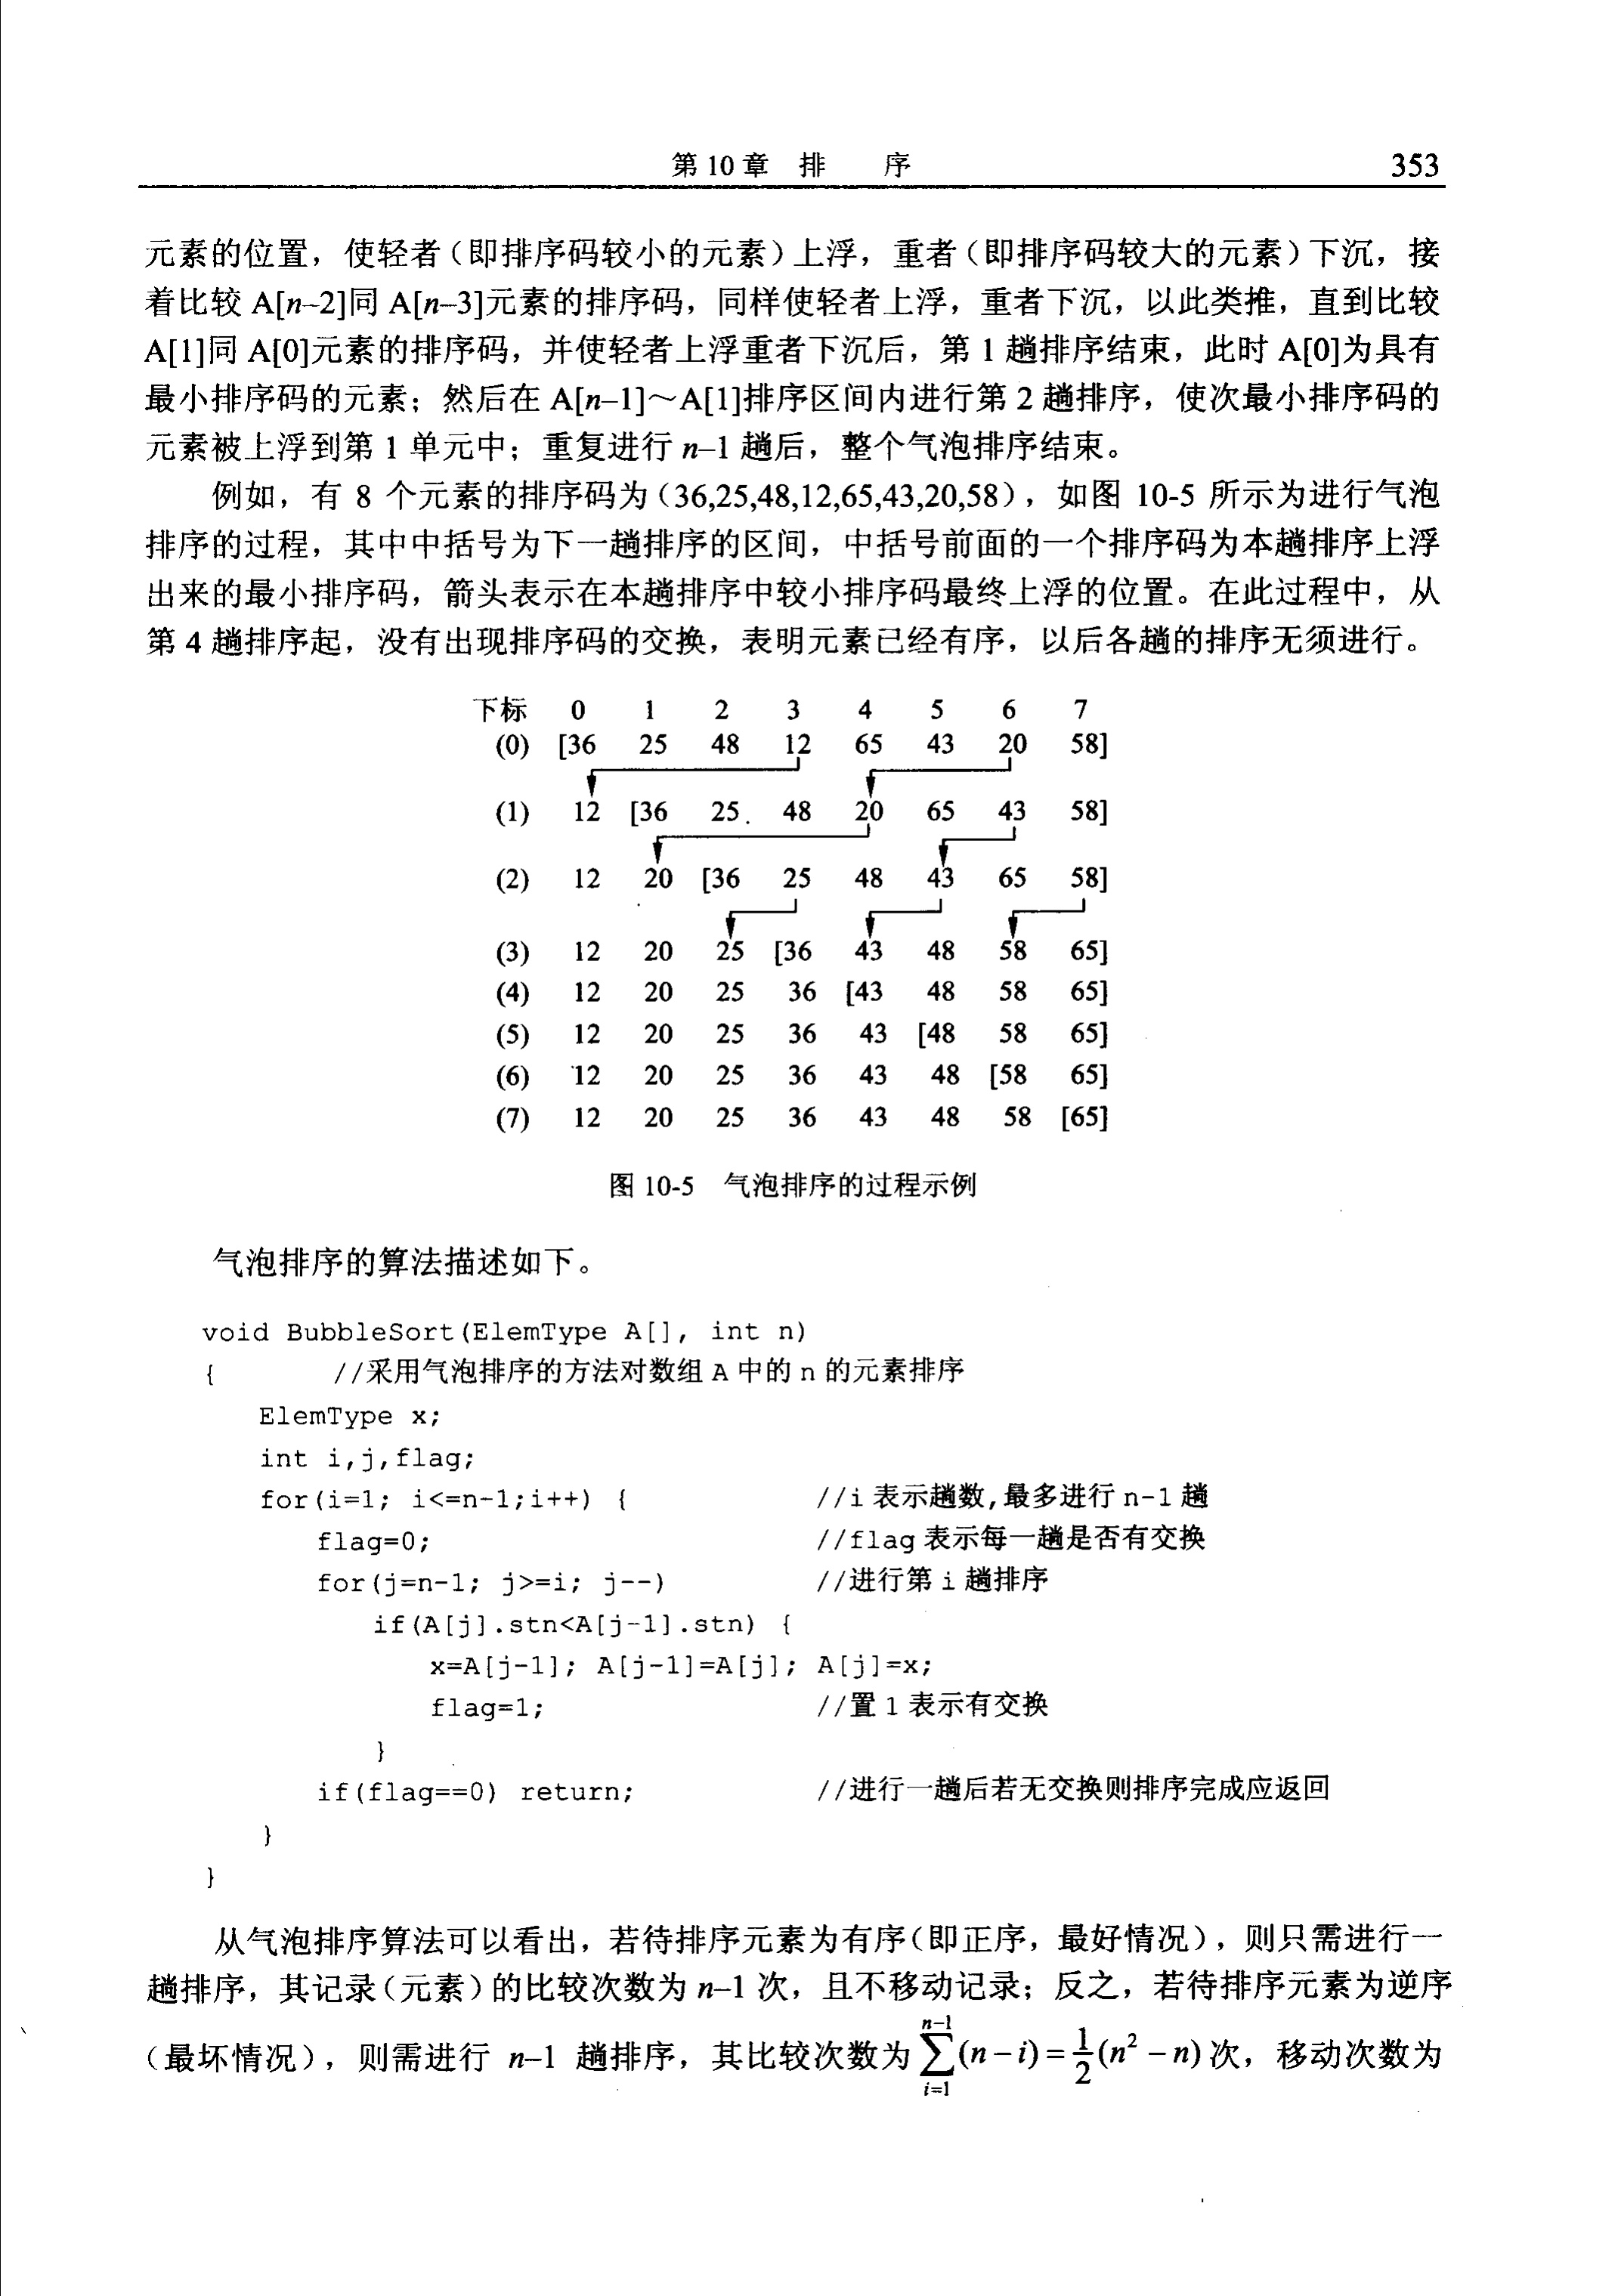 第 10 章 排 序 353
元素的位置，使轻者（即排序码较小的元素）上浮，重者（即排序码较大的元素）下沉，接
着比较 A[n–2]同 A[n–3]元素的排序码，同样使轻者上浮，重者下沉，以此类推，直到比较
A[1]同 A[0]元素的排序码，并使轻者上浮重者下沉后，第 1 趟排序结束，此时 A[0]为具有
最小排序码的元素；然后在 A[n–1]～A[1]排序区间内进行第 2 趟排序，使次最小排序码的
元素被上浮到第 1 单元中；重复进行 n–1 趟后，整个气泡排序结束。
例如，有 8 个元素的排序码为（36,25,48,12,65,43,20,58），如图 10-5 所示为进行气泡
排序的过程，其中中括号为下一趟排序的区间，中括号前面的一个排序码为本趟排序上浮
出来的最小排序码，箭头表示在本趟排序中较小排序码最终上浮的位置。在此过程中，从
第 4 趟排序起，没有出现排序码的交换，表明元素已经有序，以后各趟的排序无须进行。
下标 0 1 2 3 4 5 6 7
(0) [36 25 48 12 65 43 20 58]
(1) 12 [36 25 48 20 65 43 58]
(2) 12 20 [36 25 48 43 65 58]
(3) 12 20 25 [36 43 48 58 65]
(4) 12 20 25 36 [43 48 58 65]
(5) 12 20 25 36 43 [48 58 65]
(6) 12 20 25 36 43 48 [58 65]
(7) 12 20 25 36 43 48 58 [65]
图 10-5 气泡排序的过程示例
气泡排序的算法描述如下。
void BubbleSort(ElemType A[], int n)
{ //采用气泡排序的方法对数组 A 中的 n 的元素排序
ElemType x;
int i,j,flag;
for(i=1; i<=n-1;i++) { //i 表示趟数,最多进行 n-1 趟
flag=0; //flag 表示每一趟是否有交换
for(j=n-1; j>=i; j--) //进行第 i 趟排序
if(A[j].stn<A[j-1].stn) {
x=A[j-1]; A[j-1]=A[j]; A[j]=x;
flag=1; //置 1 表示有交换
}
if(flag==0) return; //进行一趟后若无交换则排序完成应返回
}
}
从气泡排序算法可以看出，若待排序元素为有序（即正序，最好情况），则只需进行一
趟排序，其记录（元素）的比较次数为 n–1 次，且不移动记录；反之，若待排序元素为逆序
（最坏情况），则需进行 n–1 趟排序，其比较次数为 $\sum_{i=1}^{n-1}(n-i)=\frac{1}{2}(n^2-n)$ 次，移动次数为